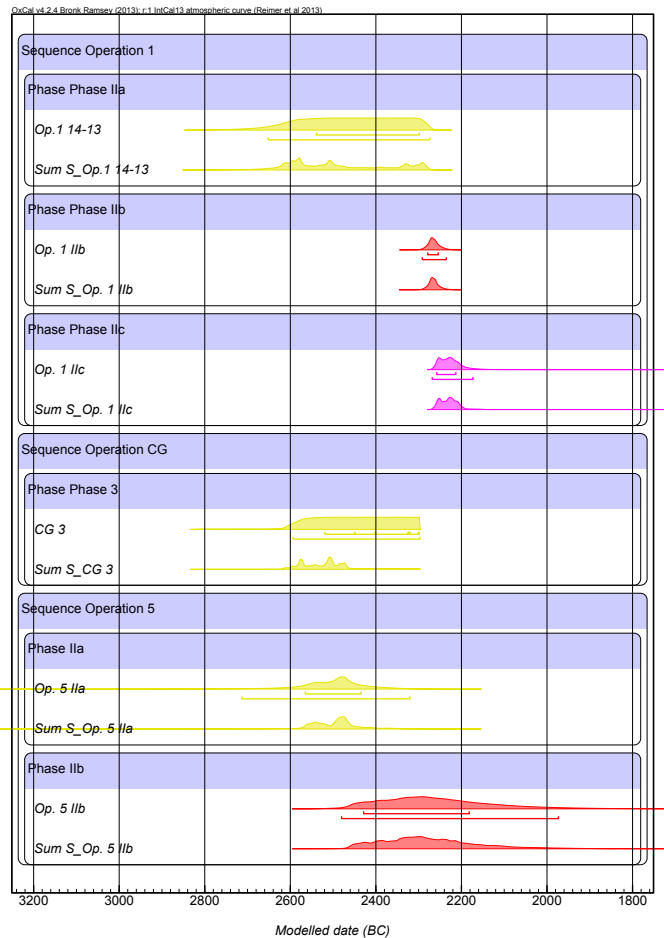 OxCal v4.2.4 Bronk Ramsey (2013); r:1 IntCal13 atmospheric curve (Reimer et al 2013)
Sequence Operation 1
Phase Phase IIa
Op.1 14-13
Sum S_Op.1 14-13
Phase Phase IIb
Op. 1 IIb
Sum S_Op. 1 IIb
Phase Phase IIc
Op. 1 IIc
Sum S_Op. 1 IIc
Sequence Operation CG
Phase Phase 3
CG 3
Sum S_CG 3
Sequence Operation 5
Phase IIa
Op. 5 IIa
Sum S_Op. 5 IIa
Phase IIb
Op. 5 IIb
Sum S_Op. 5 IIb
3200 3000 2800 2600 2400 2200 2000 1800
Modelled date (BC)